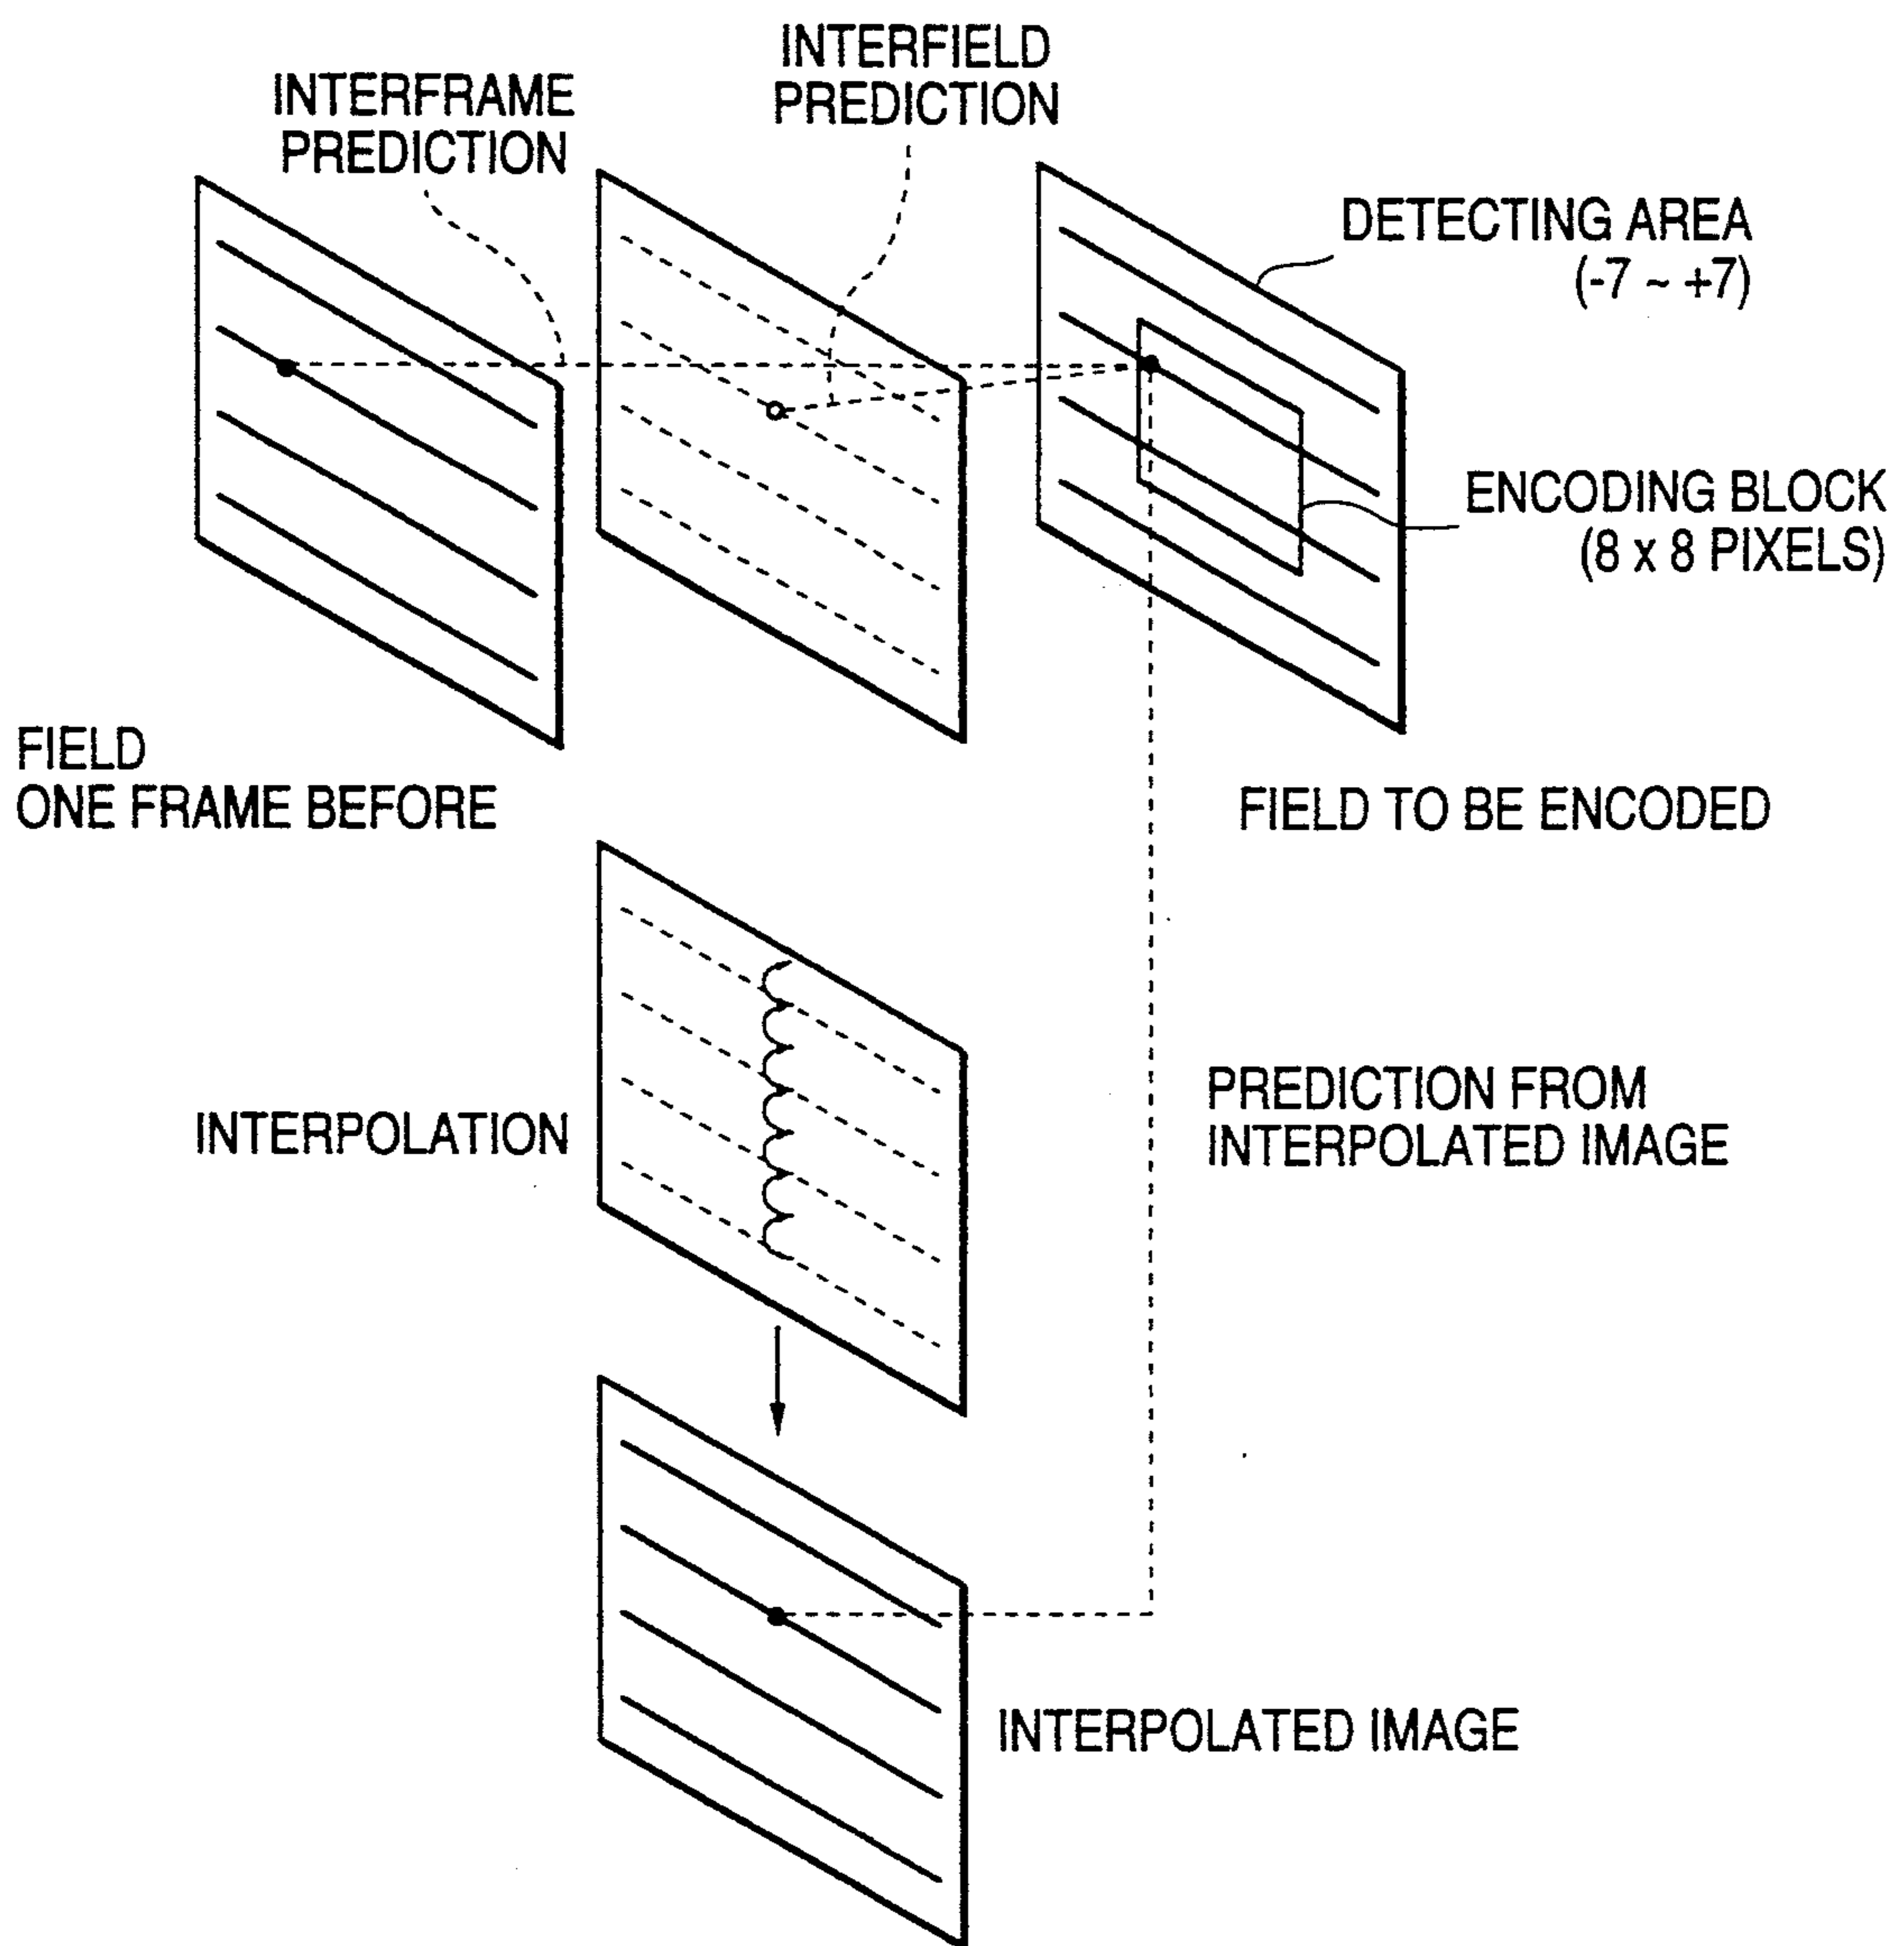 INTERFIELD
PREDICTION
INTERFRAME
PREDICTION
DETECTING AREA
(-7 ~ +7)
ENCODING BLOCK
(8 x 8 PIXELS)
FIELD
ONE FRAME BEFORE
FIELD TO BE ENCODED
INTERPOLATION
PREDICTION FROM
INTERPOLATED IMAGE
INTERPOLATED IMAGE